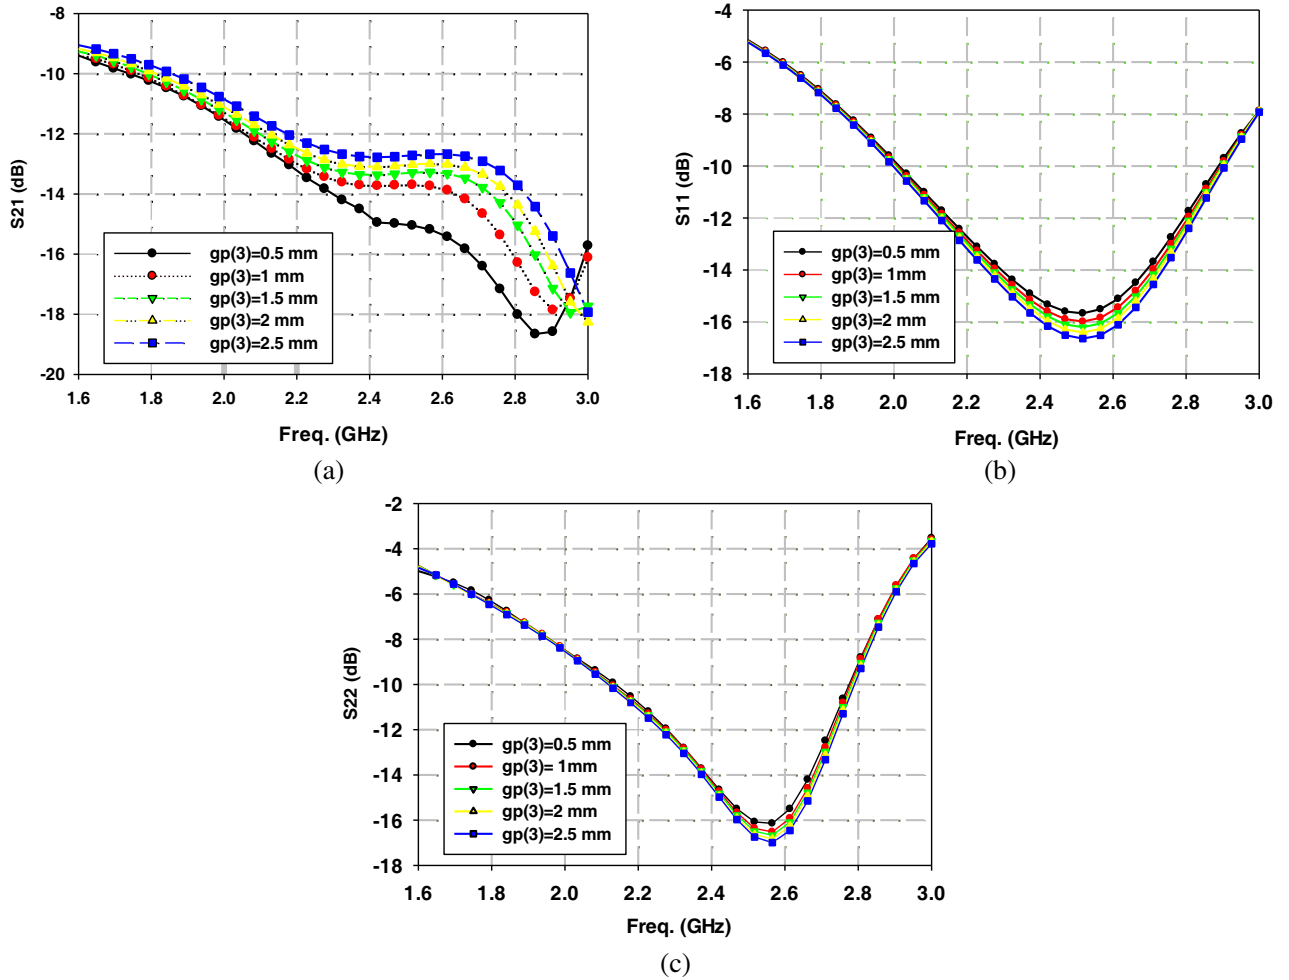 -8
-10
-12
-14
-16
-18
-20
S21 (dB)
gp(3)=0.5 mm
gp(3)=1 mm
gp(3)=1.5 mm
gp(3)=2 mm
gp(3)=2.5 mm
1.6 1.8 2.0 2.2 2.4 2.6 2.8 3.0
Freq. (GHz)
(a)
-4
-6
-8
-10
-12
-14
-16
-18
S11 (dB)
gp(3)=0.5 mm
gp(3)= 1mm
gp(3)=1.5 mm
gp(3)=2 mm
gp(3)=2.5 mm
1.6 1.8 2.0 2.2 2.4 2.6 2.8 3.0
Freq. (GHz)
(b)
-2
-4
-6
-8
-10
-12
-14
-16
-18
S22 (dB)
gp(3)=0.5 mm
gp(3)= 1mm
gp(3)=1.5 mm
gp(3)=2 mm
gp(3)=2.5 mm
1.6 1.8 2.0 2.2 2.4 2.6 2.8 3.0
Freq. (GHz)
(c)